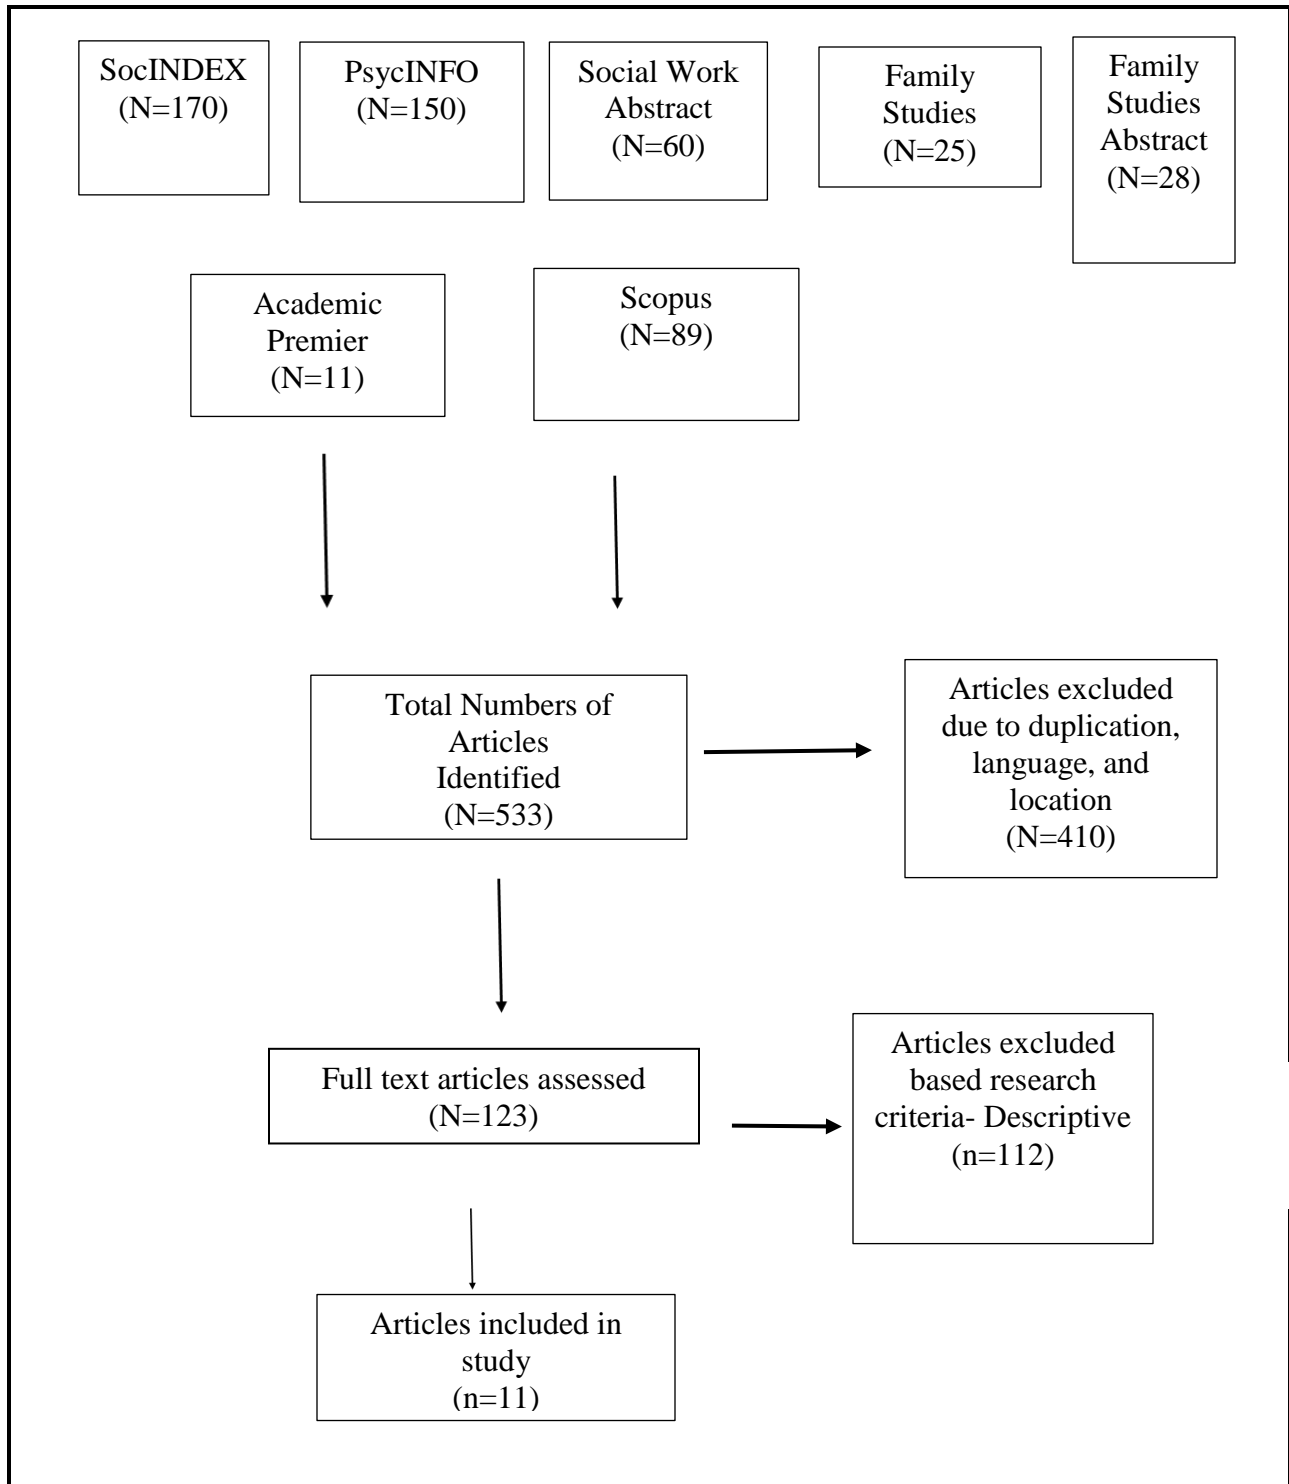 SocINDEX
(N=170)
PsycINFO
(N=150)
Social Work
Abstract
(N=60)
Family
Studies
(N=25)
Family
Studies
Abstract
(N=28)
Academic
Premier
(N=11)
Scopus
(N=89)
Total Numbers of
Articles
Identified
(N=533)
Articles excluded
due to duplication,
language, and
location
(N=410)
Full text articles assessed
(N=123)
Articles excluded
based research
criteria- Descriptive
(n=112)
Articles included in
study
(n=11)